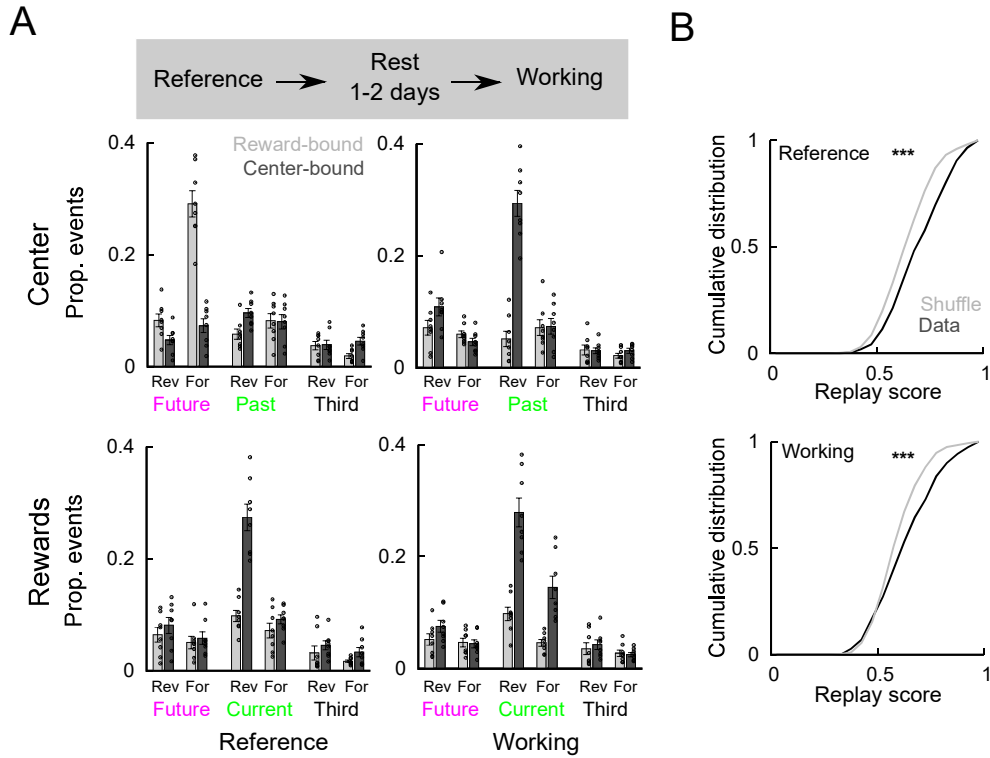 A
B
Reference
Rest
1-2 days
Working
Center
Prop. events
0.4
0.2
0
Reward-bound
Center-bound
Rev For
Future
Past
Rev For
Third
Rev For
0.4
0.2
0
Rev For
Future
Rev For
Past
Rev For
Third
Rewards
Prop. events
0.4
0.2
0
Rev For
Future
Rev For
Current
Rev For
Third
Reference
0.4
0.2
0
Rev For
Future
Rev For
Current
Rev For
Third
Working
Cumulative distribution
1
0.5
0
Reference ***
Shuffle
Data
0 0.5 1
Replay score
Cumulative distribution
1
0.5
0
Working ***
0 0.5 1
Replay score